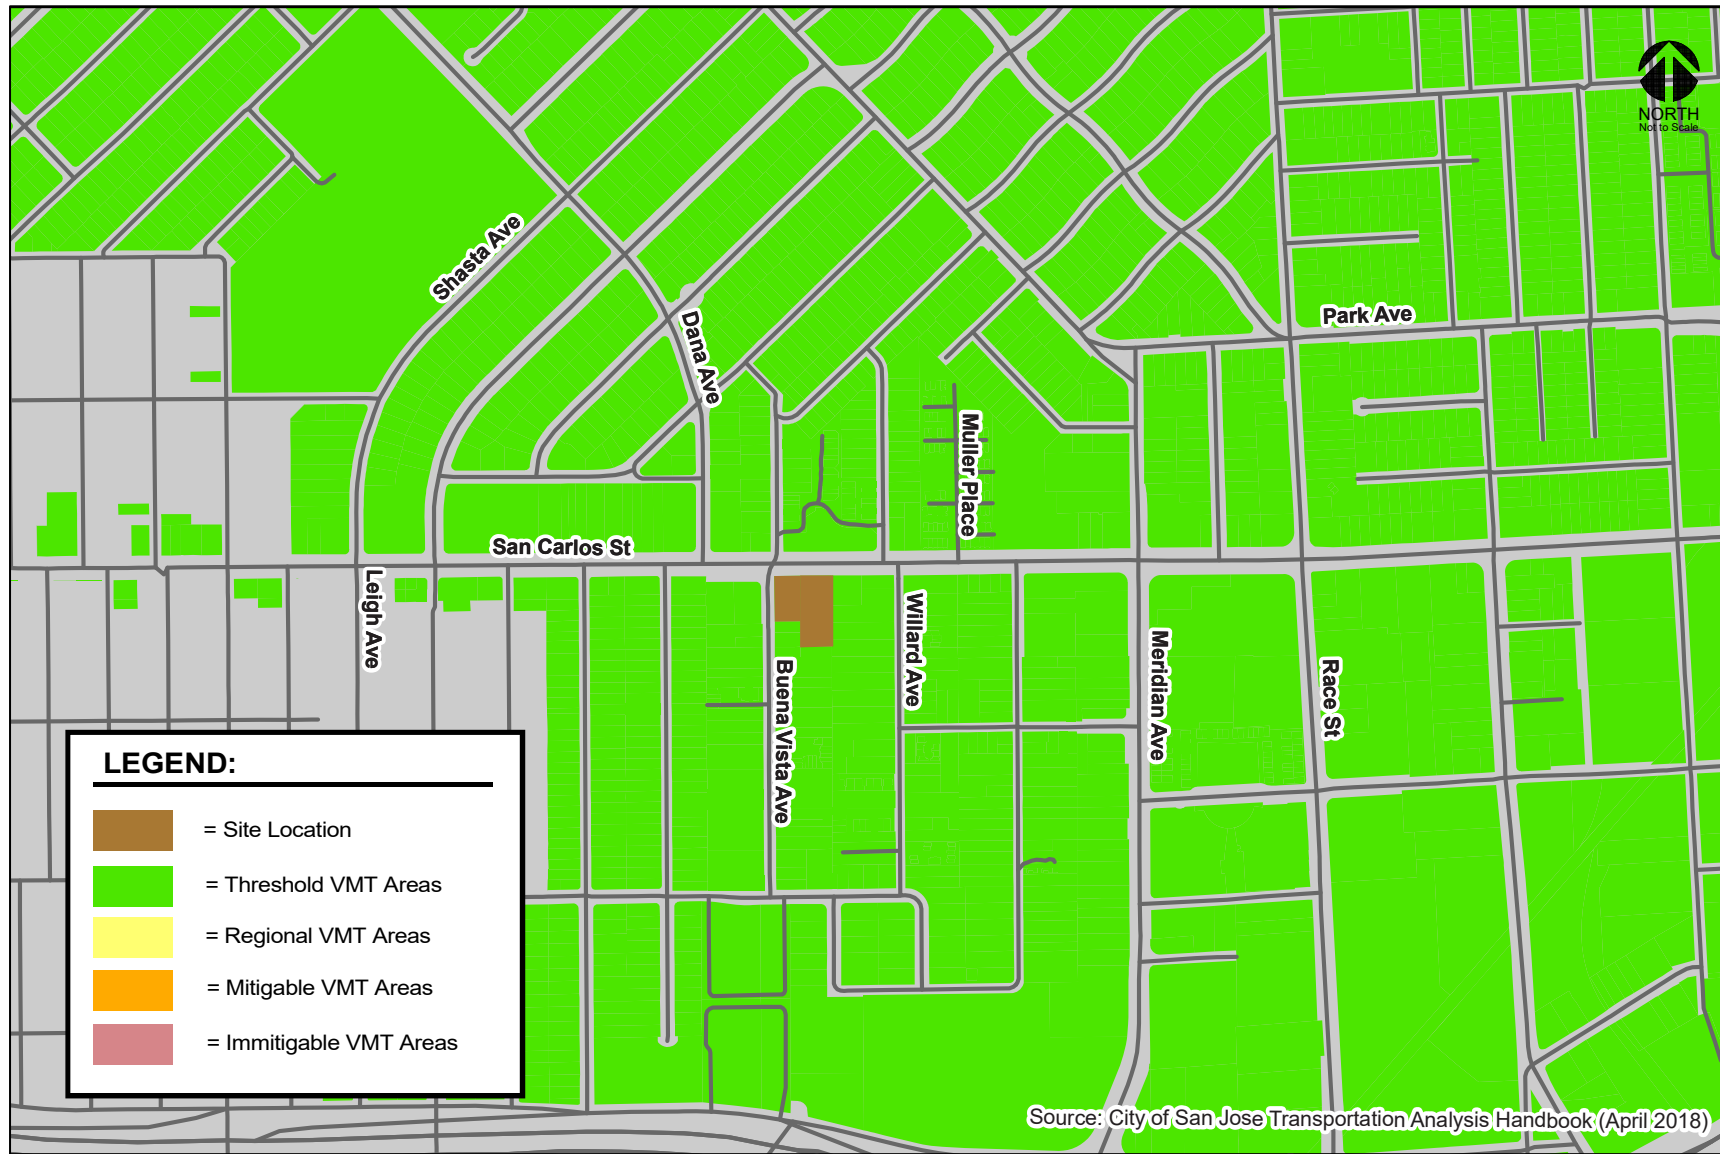 NORTH
Not to Scale
Shasta Ave
Dana Ave
Park Ave
Muller Place
San Carlos St
Leigh Ave
Willard Ave
Buena Vista Ave
Meridian Ave
Race St
LEGEND:
= Site Location
= Threshold VMT Areas
= Regional VMT Areas
= Mitigable VMT Areas
= Immitigable VMT Areas
Source: City of San Jose Transportation Analysis Handbook (April 2018)